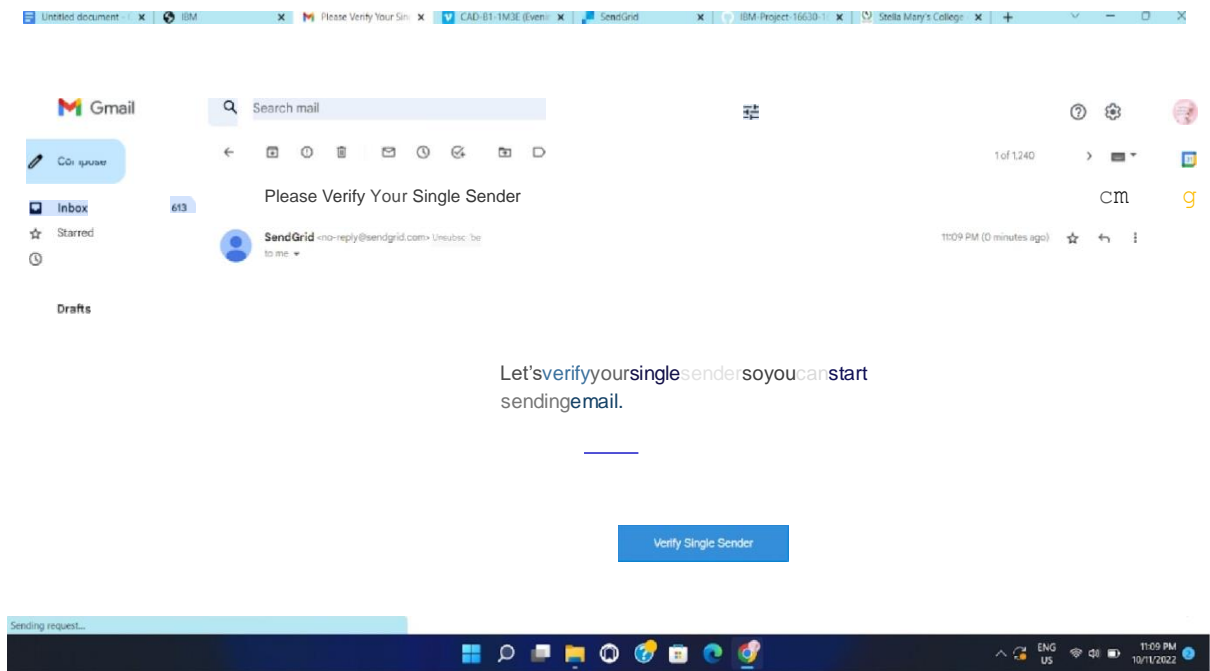 Untitled document -
IBM
Please Verify Your Sin
CAD-B1-1M3E (Evenin
SendGrid
IBM-Project-16630-1
Stella Mary's College
Gmail
Search mail
1 of 1,240
Please Verify Your Single Sender
cm
g
Inbox 613
Starred
SendGrid <no-reply@sendgrid.com>
11:09 PM (0 minutes ago)
to me
Drafts
Let'sverifyyoursinglesendersoyoucanstart
sendingemail.
Verify Single Sender
Sending request...
ENG
US
11:09 PM
10/11/2022